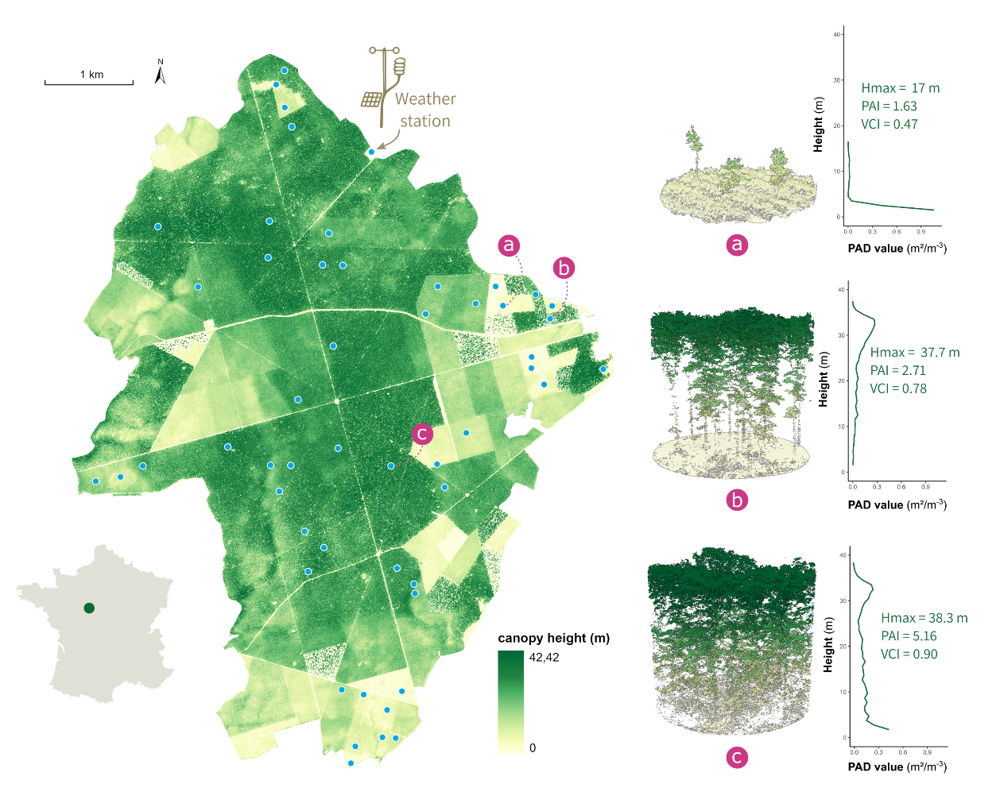 1 km
N
Weather
station
a
b
c
canopy height (m)
42,42
0
Hmax = 17 m
PAI = 1.63
VCI = 0.47
Height (m)
40
30
20
10
0
0.0 0.3 0.6 0.9
PAD value (m²/m⁻³)
a
Hmax = 37.7 m
PAI = 2.71
VCI = 0.78
Height (m)
40
30
20
10
0
0.0 0.3 0.6 0.9
PAD value (m²/m⁻³)
b
Hmax = 38.3 m
PAI = 5.16
VCI = 0.90
Height (m)
40
30
20
10
0
0.0 0.3 0.6 0.9
PAD value (m²/m⁻³)
c